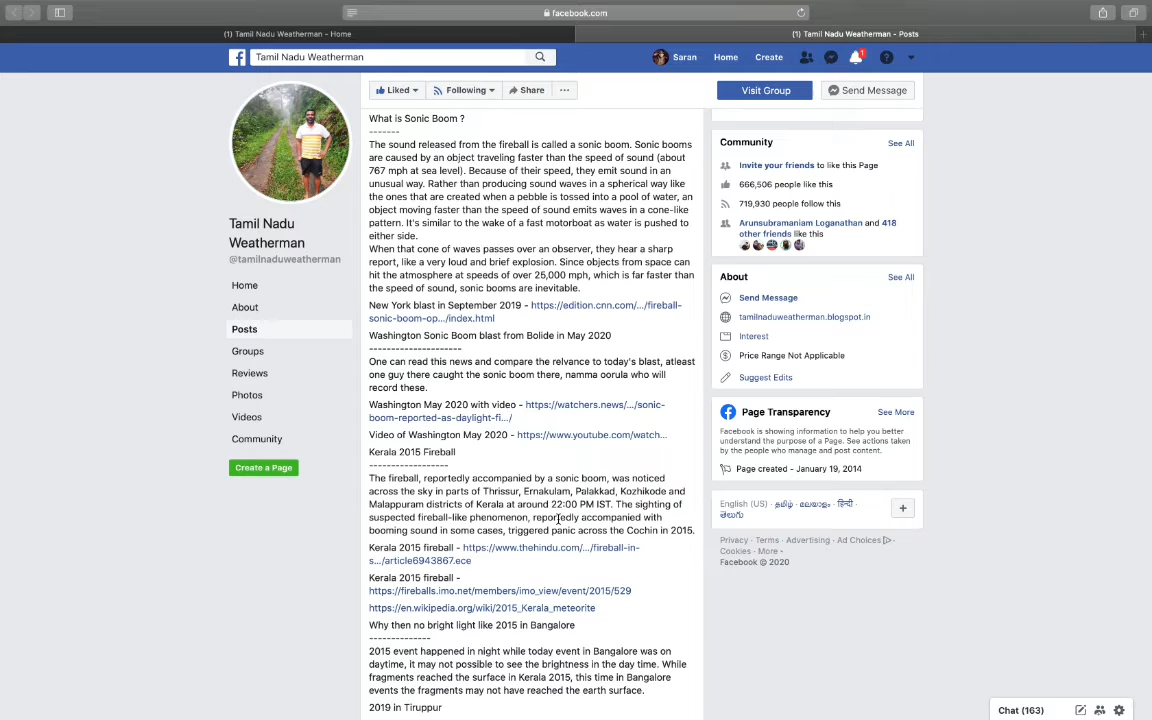 facebook.com
(1) Tamil Nadu Weatherman - Home
(1) Tamil Nadu Weatherman - Posts
Tamil Nadu Weatherman
Saran Home Create
1
Liked Following Share
Visit Group
Send Message
Tamil Nadu
Weatherman
@tamilnaduweatherman
Home
About
Posts
Groups
Reviews
Photos
Videos
Community
Create a Page
What is Sonic Boom ?
-------
The sound released from the fireball is called a sonic boom. Sonic booms
are caused by an object traveling faster than the speed of sound (about
767 mph at sea level). Because of their speed, they emit sound in an
unusual way. Rather than producing sound waves in a spherical way like
the ones that are created when a pebble is tossed into a pool of water, an
object moving faster than the speed of sound emits waves in a cone-like
pattern. It's similar to the wake of a fast motorboat as water is pushed to
either side.
When that cone of waves passes over an observer, they hear a sharp
report, like a very loud and brief explosion. Since objects from space can
hit the atmosphere at speeds of over 25,000 mph, which is far faster than
the speed of sound, sonic booms are inevitable.
New York blast in September 2019 - https://edition.cnn.com/.../fireball-
sonic-boom-op.../index.html
Washington Sonic Boom blast from Bolide in May 2020
---------------------
One can read this news and compare the relvance to today's blast, atleast
one guy there caught the sonic boom there, namma oorula who will
record these.
Washington May 2020 with video - https://watchers.news/.../sonic-
boom-reported-as-daylight-fi.../
Video of Washington May 2020 - https://www.youtube.com/watch...
Kerala 2015 Fireball
------------------
The fireball, reportedly accompanied by a sonic boom, was noticed
across the sky in parts of Thrissur, Ernakulam, Palakkad, Kozhikode and
Malappuram districts of Kerala at around 22:00 PM IST. The sighting of
suspected fireball-like phenomenon, reportedly accompanied with
booming sound in some cases, triggered panic across the Cochin in 2015.
Kerala 2015 fireball - https://www.thehindu.com/.../fireball-in-
s.../article6943867.ece
Kerala 2015 fireball -
https://fireballs.imo.net/members/imo_view/event/2015/529
https://en.wikipedia.org/wiki/2015_Kerala_meteorite
Why then no bright light like 2015 in Bangalore
--------------
2015 event happened in night while today event in Bangalore was on
daytime, it may not possible to see the brightness in the day time. While
fragments reached the surface in Kerala 2015, this time in Bangalore
events the fragments may not have reached the earth surface.
2019 in Tiruppur
Community
See All
Invite your friends to like this Page
666,506 people like this
719,930 people follow this
Arunsubramaniam Loganathan and 418
other friends like this
About
See All
Send Message
tamilnaduweatherman.blogspot.in
Interest
Price Range Not Applicable
Suggest Edits
Page Transparency
See More
Facebook is showing information to help you better
understand the purpose of a Page. See actions taken
by the people who manage and post content.
Page created - January 19, 2014
English (US) · தமிழ் · മലയാളം · हिन्दी ·
తెలుగు
Privacy · Terms · Advertising · Ad Choices ·
Cookies · More
Facebook © 2020
Chat (163)